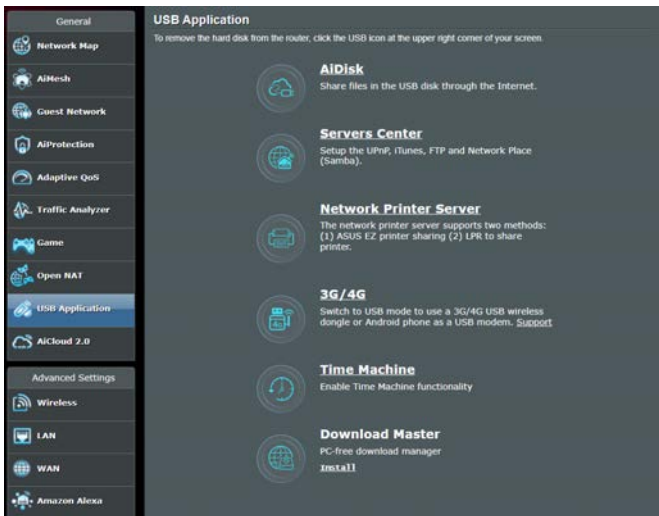 General
Network Map
AiMesh
Guest Network
AiProtection
Adaptive QoS
Traffic Analyzer
Game
Open NAT
USB Application
AiCloud 2.0
Advanced Settings
Wireless
LAN
WAN
Amazon Alexa
USB Application
To remove the hard disk from the router, click the USB icon at the upper right corner of your screen.
AiDisk
Share files in the USB disk through the Internet.
Servers Center
Setup the UPnP, iTunes, FTP and Network Place
(Samba).
Network Printer Server
The network printer server supports two methods:
(1) ASUS EZ printer sharing (2) LPR to share
printer.
3G/4G
Switch to USB mode to use a 3G/4G USB wireless
dongle or Android phone as a USB modem. Support
Time Machine
Enable Time Machine functionality
Download Master
PC-free download manager
Install